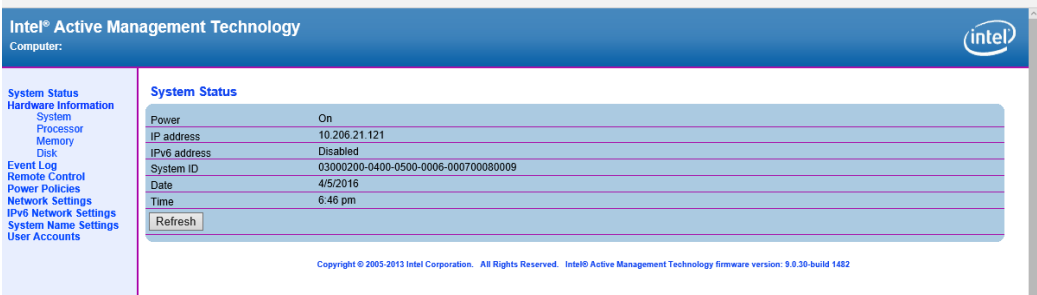 Intel® Active Management Technology
Computer:
intel
System Status
Hardware Information
System
Processor
Memory
Disk
Event Log
Remote Control
Power Policies
Network Settings
IPv6 Network Settings
System Name Settings
User Accounts
System Status
Power On
IP address 10.206.21.121
IPv6 address Disabled
System ID 03000200-0400-0500-0006-000700080009
Date 4/5/2016
Time 6:46 pm
Refresh
Copyright © 2005-2013 Intel Corporation. All Rights Reserved. Intel® Active Management Technology firmware version: 9.0.30-build 1482